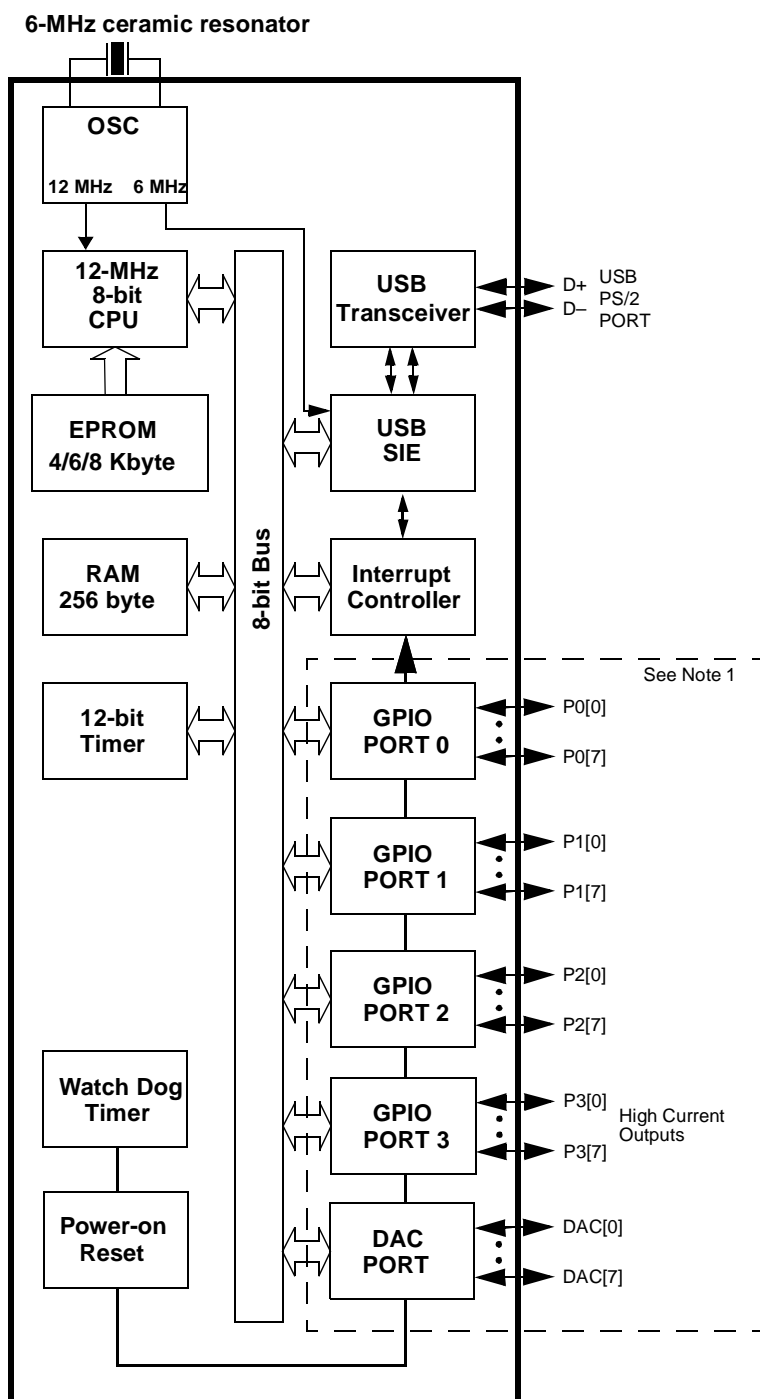 6-MHz ceramic resonator
OSC
12 MHz 6 MHz
12-MHz
8-bit
CPU
USB
Transceiver
D+
D–
USB
PS/2
PORT
EPROM
4/6/8 Kbyte
USB
SIE
8-bit Bus
RAM
256 byte
Interrupt
Controller
See Note 1
12-bit
Timer
GPIO
PORT 0
P0[0]
P0[7]
GPIO
PORT 1
P1[0]
P1[7]
GPIO
PORT 2
P2[0]
P2[7]
Watch Dog
Timer
GPIO
PORT 3
P3[0]
P3[7]
High Current
Outputs
Power-on
Reset
DAC
PORT
DAC[0]
DAC[7]